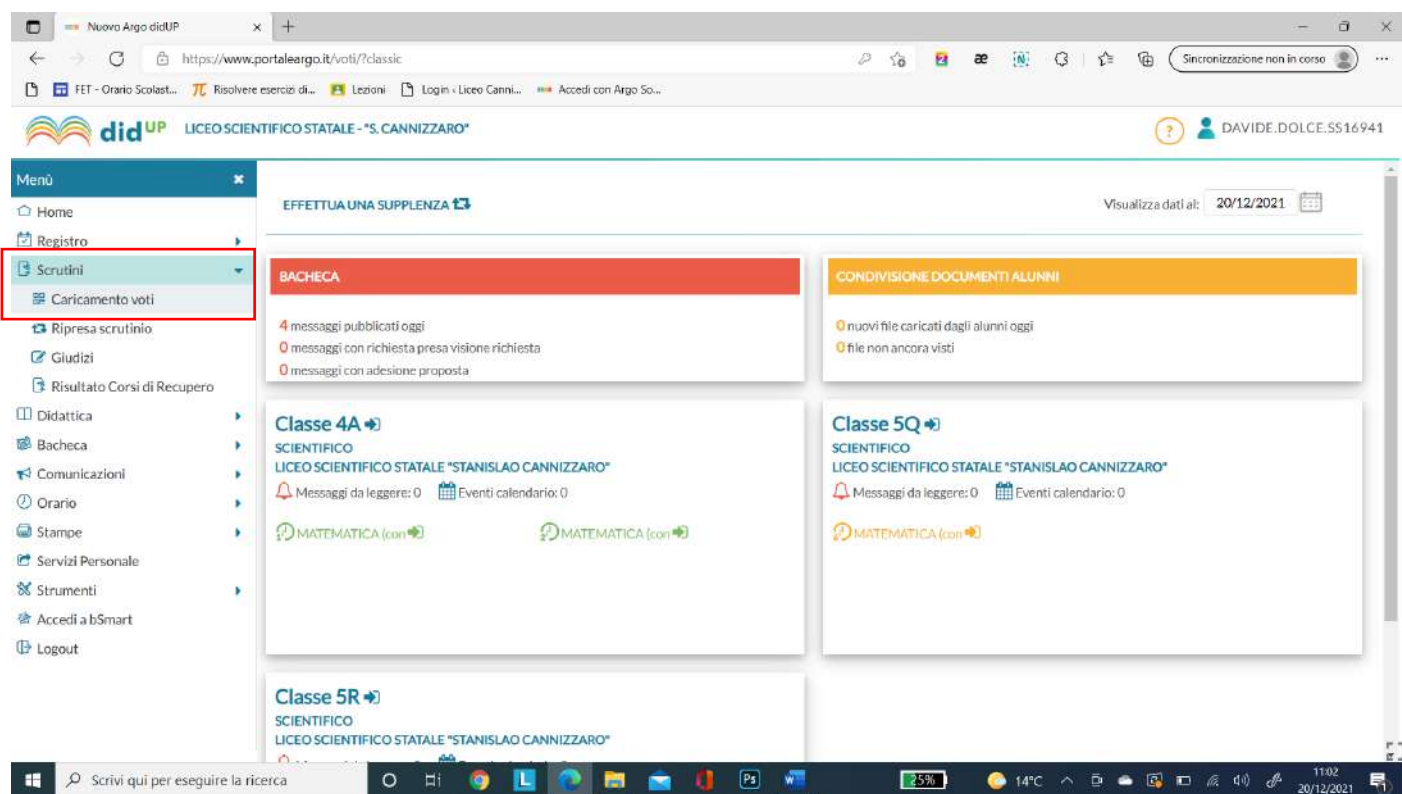 Nuovo Argo didUP
https://www.portaleargo.it/voti/?classic
Sincronizzazione non in corso
FET - Orario Scolast...
Risolvere esercizi di...
Lezioni
Login ‹ Liceo Canni...
Accedi con Argo So...
didUP
LICEO SCIENTIFICO STATALE - "S. CANNIZZARO"
?
DAVIDE.DOLCE.SS16941
Menù
Home
Registro
Scrutini
Caricamento voti
Ripresa scrutinio
Giudizi
Risultato Corsi di Recupero
Didattica
Bacheca
Comunicazioni
Orario
Stampe
Servizi Personale
Strumenti
Accedi a bSmart
Logout
EFFETTUA UNA SUPPLENZA
Visualizza dati al: 20/12/2021
BACHECA
4 messaggi pubblicati oggi
0 messaggi con richiesta presa visione richiesta
0 messaggi con adesione proposta
CONDIVISIONE DOCUMENTI ALUNNI
0 nuovi file caricati dagli alunni oggi
0 file non ancora visti
Classe 4A
SCIENTIFICO
LICEO SCIENTIFICO STATALE "STANISLAO CANNIZZARO"
Messaggi da leggere: 0 Eventi calendario: 0
MATEMATICA (con
MATEMATICA (con
Classe 5Q
SCIENTIFICO
LICEO SCIENTIFICO STATALE "STANISLAO CANNIZZARO"
Messaggi da leggere: 0 Eventi calendario: 0
MATEMATICA (con
Classe 5R
SCIENTIFICO
LICEO SCIENTIFICO STATALE "STANISLAO CANNIZZARO"
Scrivi qui per eseguire la ricerca
L
Ps
25%
14°C
11:02
20/12/2021